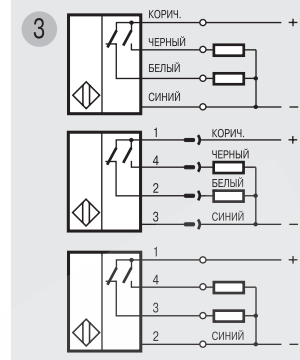 3
КОРИЧ. +
ЧЕРНЫЙ
БЕЛЫЙ
СИНИЙ −
1 КОРИЧ. +
4 ЧЕРНЫЙ
2 БЕЛЫЙ
3 СИНИЙ −
1 +
4
3
2 СИНИЙ −